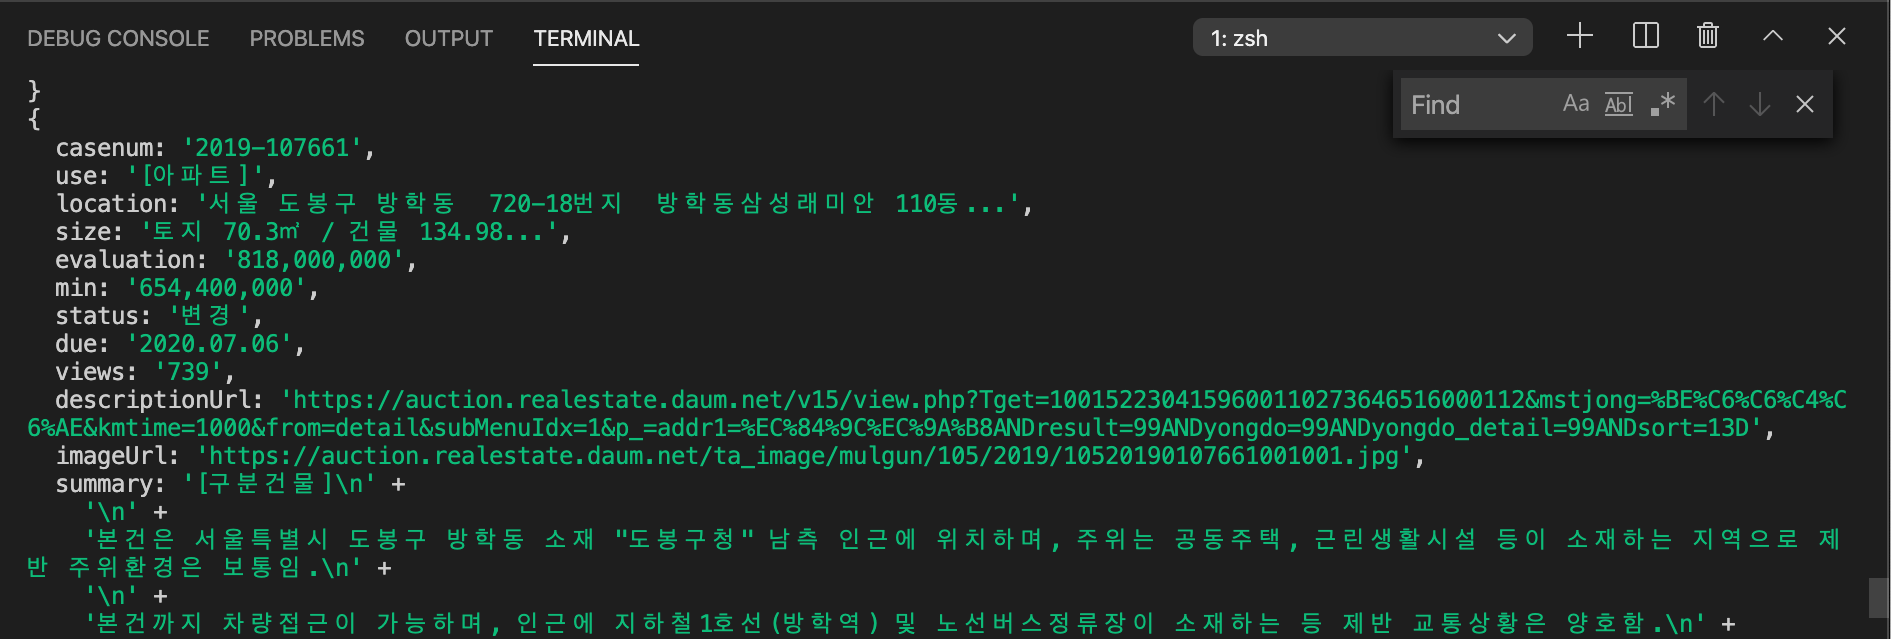 DEBUG CONSOLE PROBLEMS OUTPUT TERMINAL 1: zsh
Find Aa Abl .*
}
{
casenum: '2019-107661',
use: '[아파트]',
location: '서울 도봉구 방학동  720-18번지  방학동삼성래미안 110동...',
size: '토지 70.3㎡ / 건물 134.98...',
evaluation: '818,000,000',
min: '654,400,000',
status: '변경',
due: '2020.07.06',
views: '739',
descriptionUrl: 'https://auction.realestate.daum.net/v15/view.php?Tget=1001522304159600110273646516000112&mstjong=%BE%C6%C6%C4%C
6%AE&kmtime=1000&from=detail&subMenuIdx=1&p_=addr1=%EC%84%9C%EC%9A%B8ANDresult=99ANDyongdo=99ANDyongdo_detail=99ANDsort=13D',
imageUrl: 'https://auction.realestate.daum.net/ta_image/mulgun/105/2019/10520190107661001001.jpg',
summary: '[구분건물]\n' +
'\n' +
'본건은 서울특별시 도봉구 방학동 소재 "도봉구청" 남측 인근에 위치하며, 주위는 공동주택, 근린생활시설 등이 소재하는 지역으로 제
반 주위환경은 보통임.\n' +
'\n' +
'본건까지 차량접근이 가능하며, 인근에 지하철1호선(방학역) 및 노선버스정류장이 소재하는 등 제반 교통상황은 양호함.\n' +